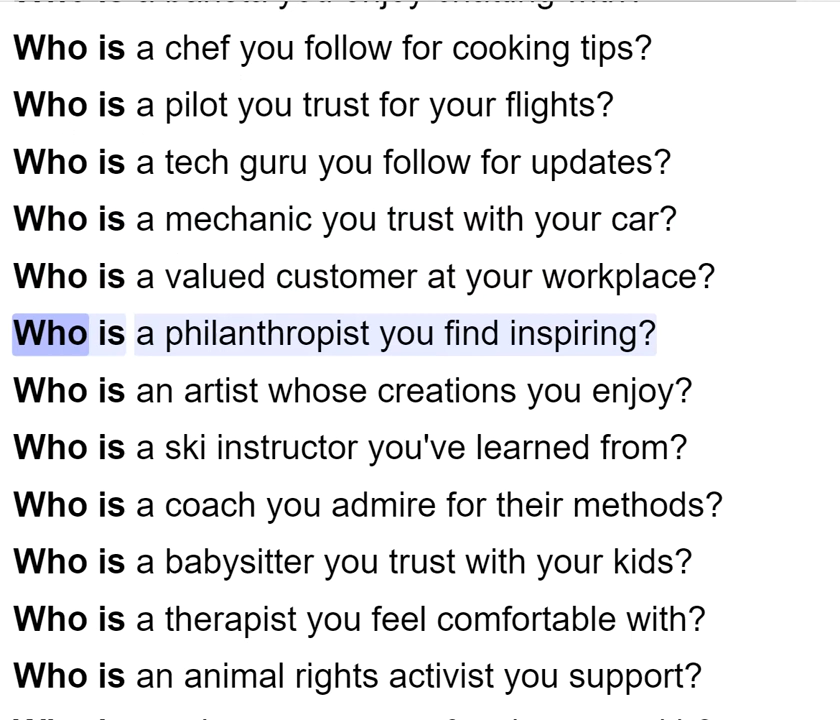 Who is a chef you follow for cooking tips?
Who is a pilot you trust for your flights?
Who is a tech guru you follow for updates?
Who is a mechanic you trust with your car?
Who is a valued customer at your workplace?
Who is a philanthropist you find inspiring?
Who is an artist whose creations you enjoy?
Who is a ski instructor you've learned from?
Who is a coach you admire for their methods?
Who is a babysitter you trust with your kids?
Who is a therapist you feel comfortable with?
Who is an animal rights activist you support?